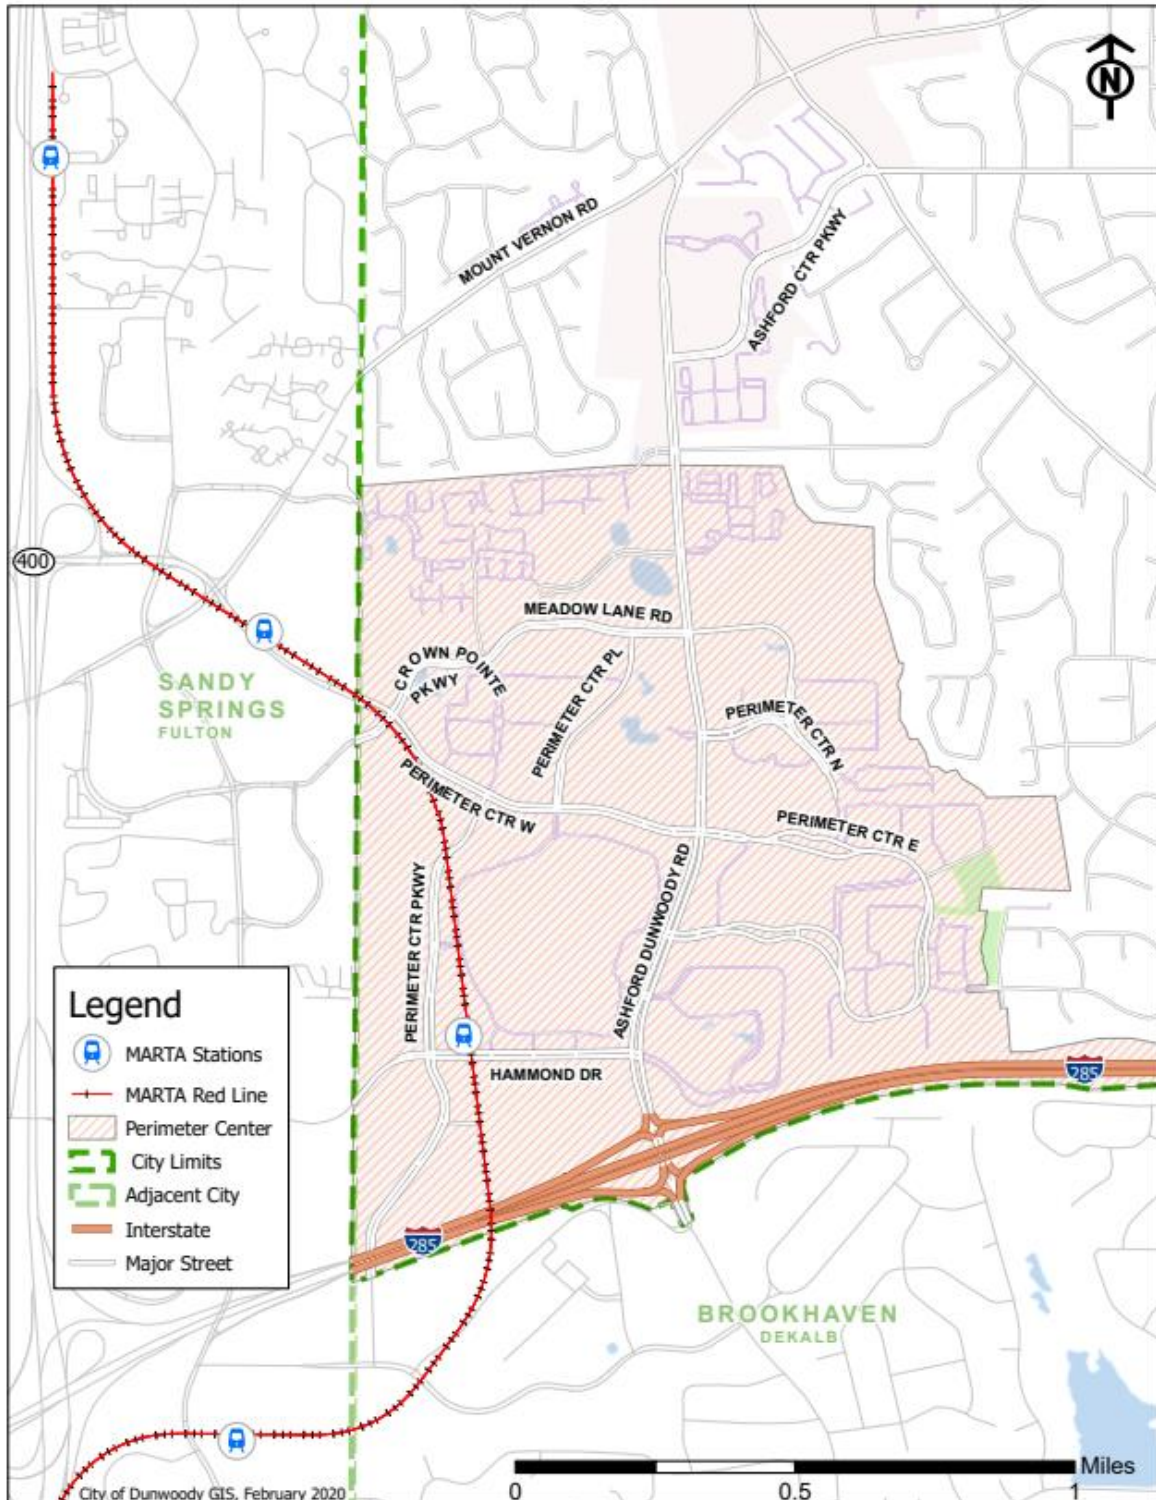 N
MOUNT VERNON RD
ASHFORD CTR PKWY
400
MEADOW LANE RD
CROWN POINTE
PKWY
PERIMETER CTR PL
SANDY
SPRINGS
FULTON
PERIMETER CTR N
PERIMETER CTR W
PERIMETER CTR E
ASHFORD DUNWOODY RD
PERIMETER CTR PKWY
HAMMOND DR
285
285
Legend
MARTA Stations
MARTA Red Line
Perimeter Center
City Limits
Adjacent City
Interstate
Major Street
BROOKHAVEN
DEKALB
Miles
0
0.5
1
City of Dunwoody GIS, February 2020